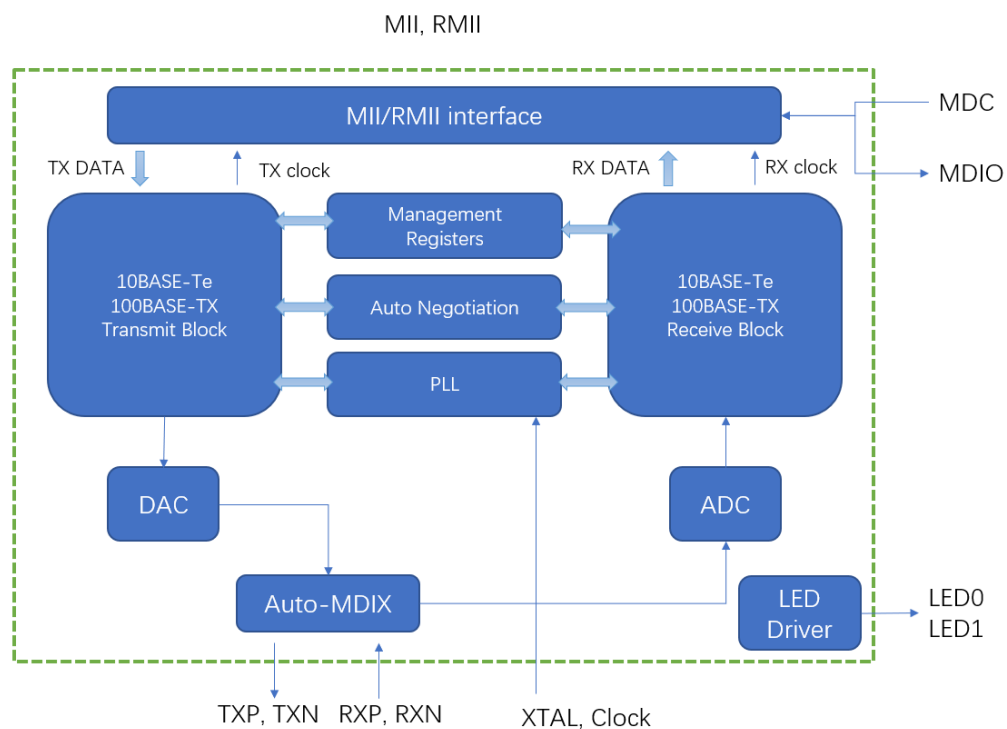 MII, RMII
MII/RMII interface
MDC
TX DATA
TX clock
RX DATA
RX clock
MDIO
Management
Registers
10BASE-Te
100BASE-TX
Transmit Block
Auto Negotiation
10BASE-Te
100BASE-TX
Receive Block
PLL
DAC
ADC
Auto-MDIX
LED
Driver
LED0
LED1
TXP, TXN
RXP, RXN
XTAL, Clock